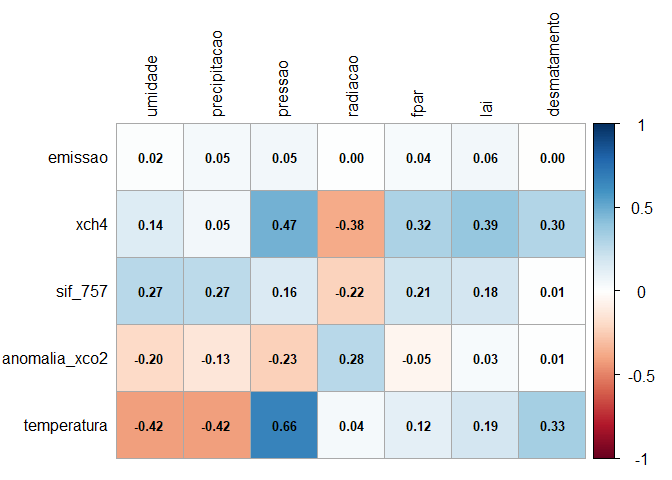 umidade precipitacao pressao radiacao fpar lai desmatamento
emissao 0.02 0.05 0.05 0.00 0.04 0.06 0.00
xch4 0.14 0.05 0.47 -0.38 0.32 0.39 0.30
sif_757 0.27 0.27 0.16 -0.22 0.21 0.18 0.01
anomalia_xco2 -0.20 -0.13 -0.23 0.28 -0.05 0.03 0.01
temperatura -0.42 -0.42 0.66 0.04 0.12 0.19 0.33
1
0.5
0
-0.5
-1